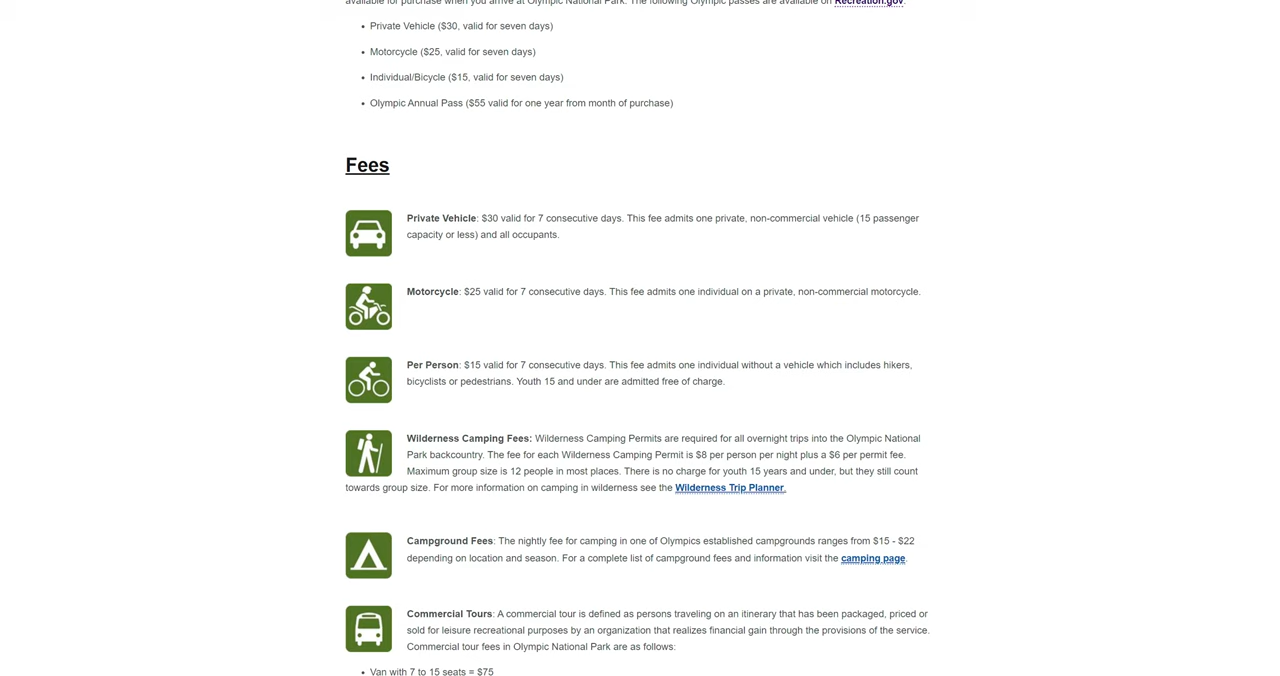 available for purchase when you arrive at Olympic National Park. The following Olympic passes are available on Recreation.gov.
• Private Vehicle ($30, valid for seven days)
• Motorcycle ($25, valid for seven days)
• Individual/Bicycle ($15, valid for seven days)
• Olympic Annual Pass ($55 valid for one year from month of purchase)
Fees
Private Vehicle: $30 valid for 7 consecutive days. This fee admits one private, non-commercial vehicle (15 passenger
capacity or less) and all occupants.
Motorcycle: $25 valid for 7 consecutive days. This fee admits one individual on a private, non-commercial motorcycle.
Per Person: $15 valid for 7 consecutive days. This fee admits one individual without a vehicle which includes hikers,
bicyclists or pedestrians. Youth 15 and under are admitted free of charge.
Wilderness Camping Fees: Wilderness Camping Permits are required for all overnight trips into the Olympic National
Park backcountry. The fee for each Wilderness Camping Permit is $8 per person per night plus a $6 per permit fee.
Maximum group size is 12 people in most places. There is no charge for youth 15 years and under, but they still count
towards group size. For more information on camping in wilderness see the Wilderness Trip Planner.
Campground Fees: The nightly fee for camping in one of Olympics established campgrounds ranges from $15 - $22
depending on location and season. For a complete list of campground fees and information visit the camping page.
Commercial Tours: A commercial tour is defined as persons traveling on an itinerary that has been packaged, priced or
sold for leisure recreational purposes by an organization that realizes financial gain through the provisions of the service.
Commercial tour fees in Olympic National Park are as follows:
• Van with 7 to 15 seats = $75